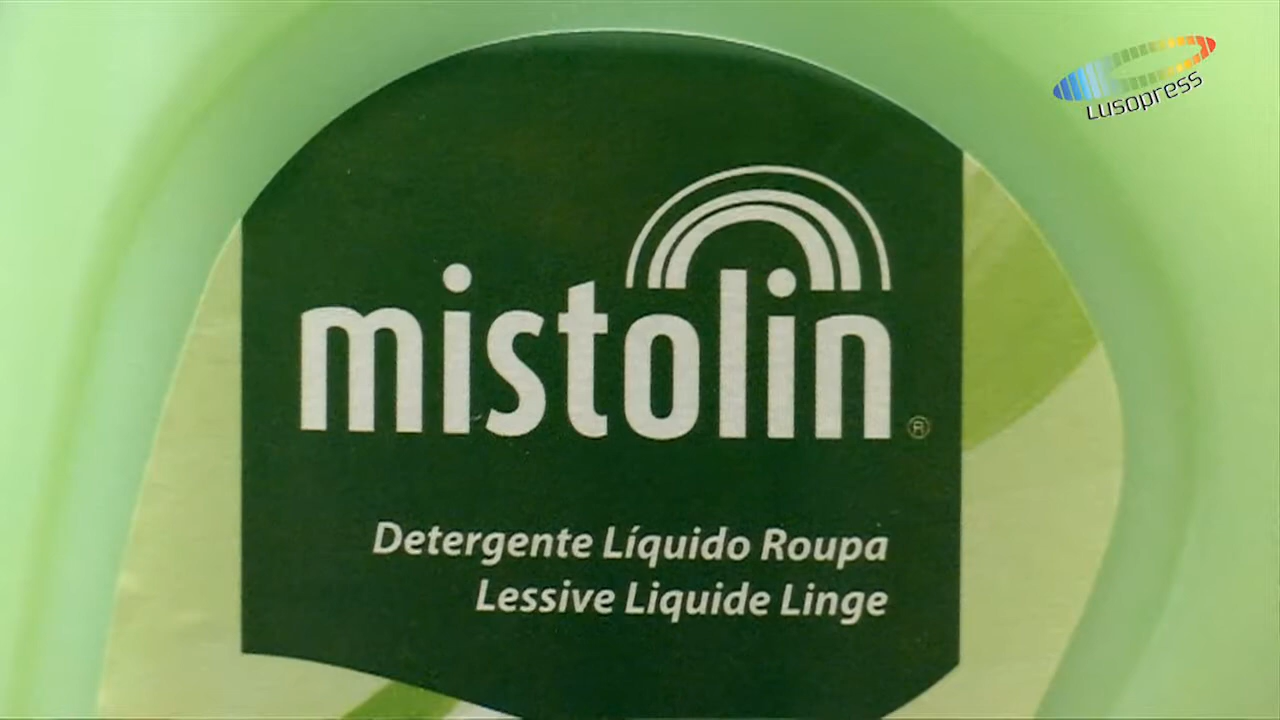 Lusopress
mistolin
®
Detergente Líquido Roupa
Lessive Liquide Linge